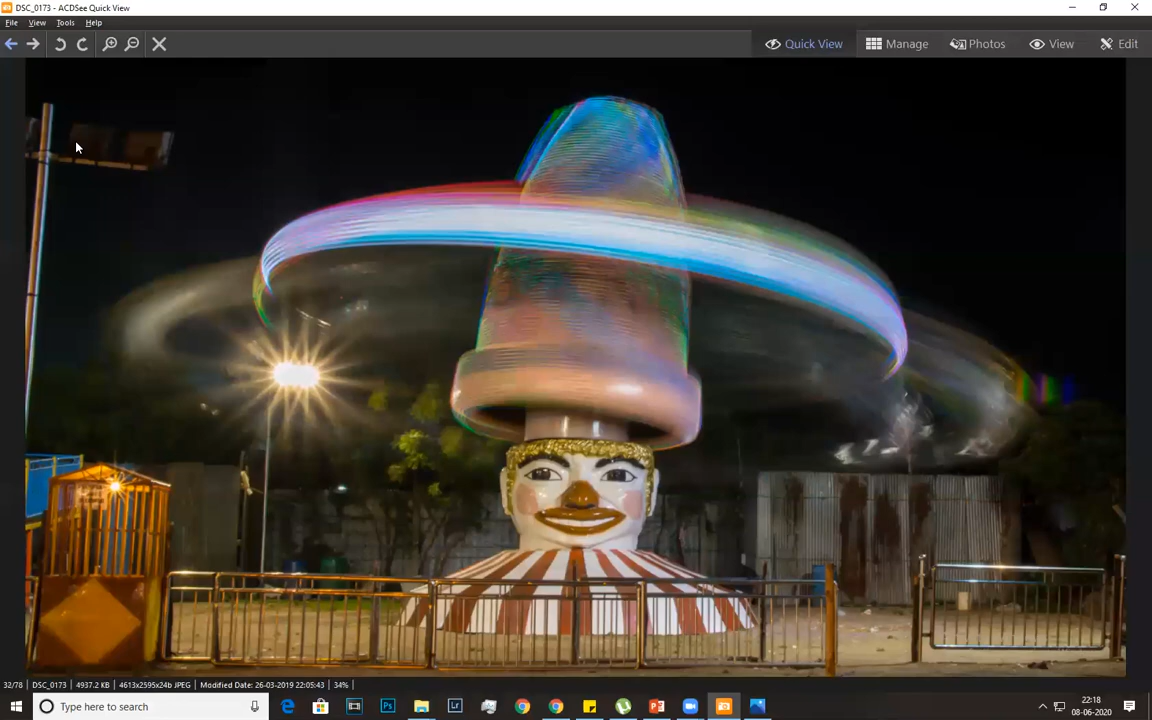 DSC_0173 - ACDSee Quick View
File View Tools Help
Quick View Manage Photos View Edit
32/78 DSC_0173 4937.2 KB 4613x2595x24b JPEG Modified Date: 26-03-2019 22:05:43 34%
Type here to search
22:18
08-06-2020